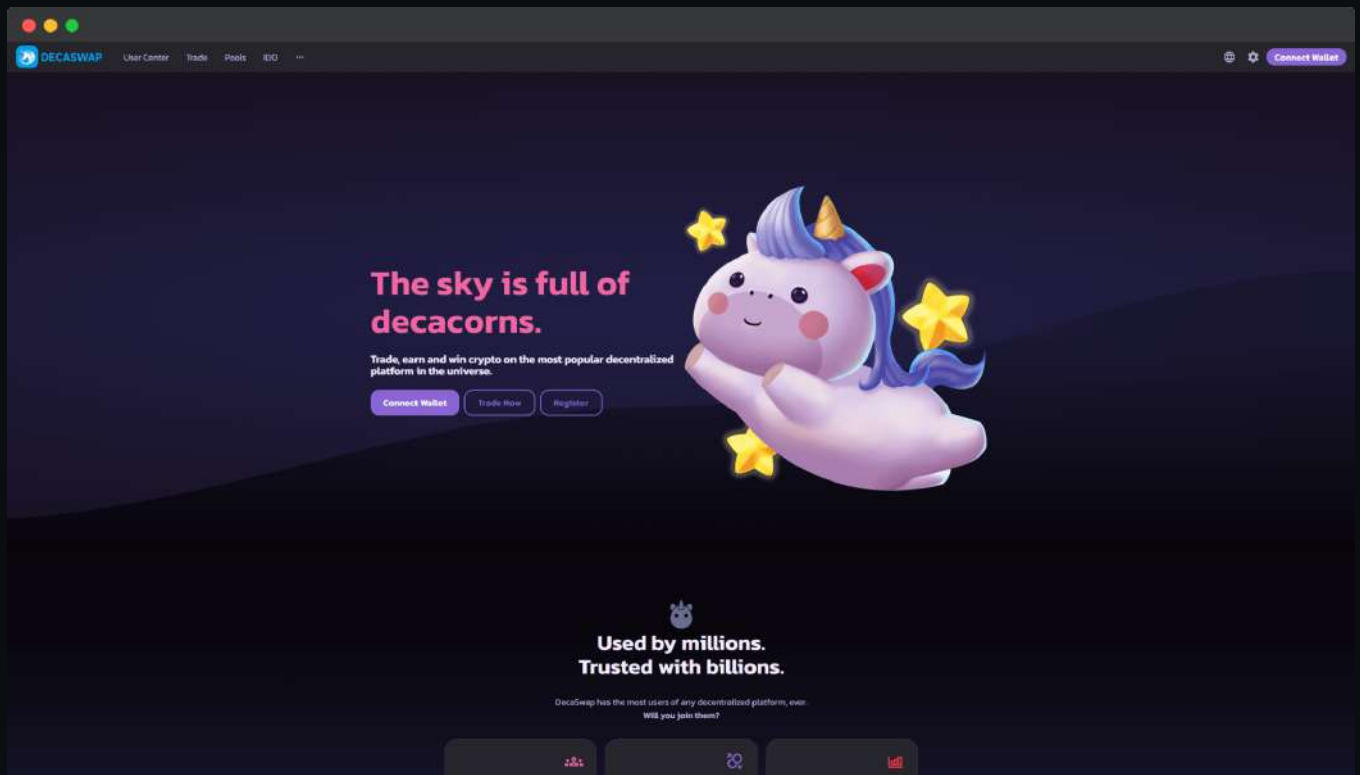 DECASWAP User Center Trade Pools IDO ··· Connect Wallet
The sky is full of
decacorns.
Trade, earn and win crypto on the most popular decentralized
platform in the universe.
Connect Wallet Trade Now Register
Used by millions.
Trusted with billions.
DecaSwap has the most users of any decentralized platform, ever.
Will you join them?